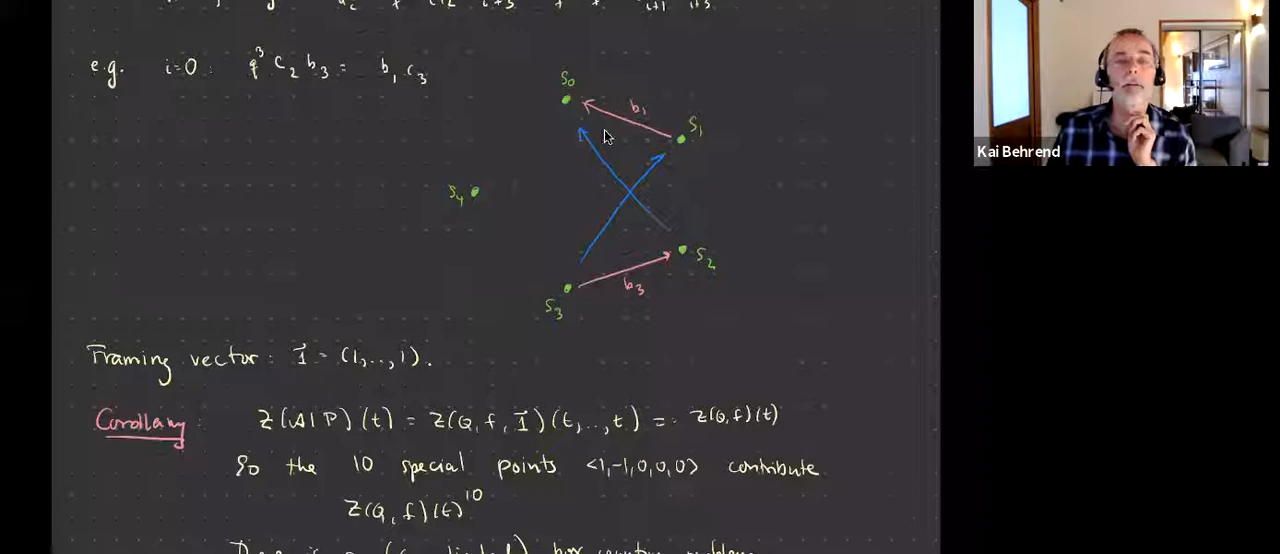 e.g. i=0 : q³ c₂ b₃ = b₁ c₃
S₀
b₁
S₁
S₄
S₂
b₃
S₃
Framing vector : 1⃗ = (1,..,1).
Corollary : Z(A|P)(t) = Z(Q, f, 1⃗)(t,..,t) =: Z(Q,f)(t)
So the 10 special points <1,-1,0,0,0> contribute
Z(Q, f)(t)¹⁰
Kai Behrend